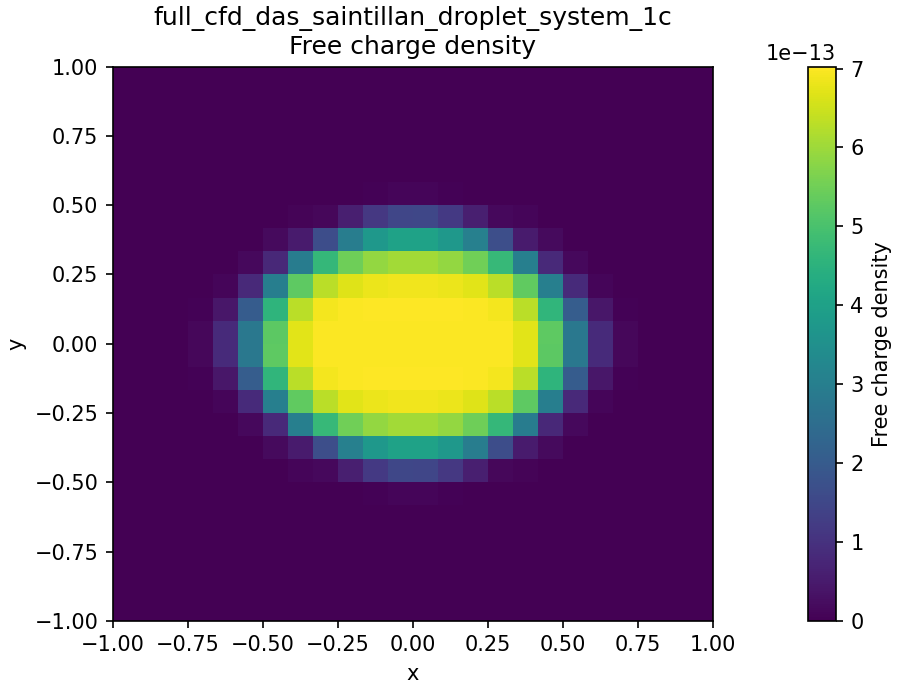 full_cfd_das_saintillan_droplet_system_1c
Free charge density
1e−13
1.00
0.75
0.50
0.25
0.00
−0.25
−0.50
−0.75
−1.00
y
−1.00 −0.75 −0.50 −0.25 0.00 0.25 0.50 0.75 1.00
x
7
6
5
4
3
2
1
0
Free charge density